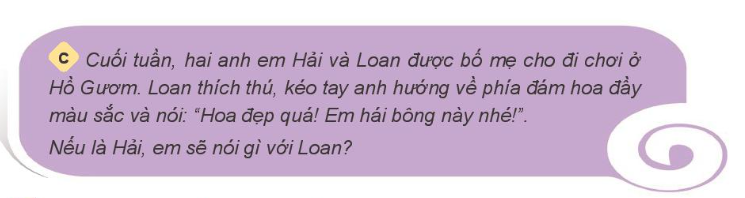 C Cuối tuần, hai anh em Hải và Loan được bố mẹ cho đi chơi ở
Hồ Gươm. Loan thích thú, kéo tay anh hướng về phía đám hoa đầy
màu sắc và nói: “Hoa đẹp quá! Em hái bông này nhé!”.
Nếu là Hải, em sẽ nói gì với Loan?